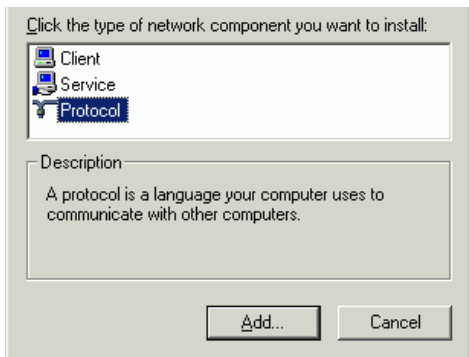 Click the type of network component you want to install:
Client
Service
Protocol
Description
A protocol is a language your computer uses to
communicate with other computers.
Add...
Cancel